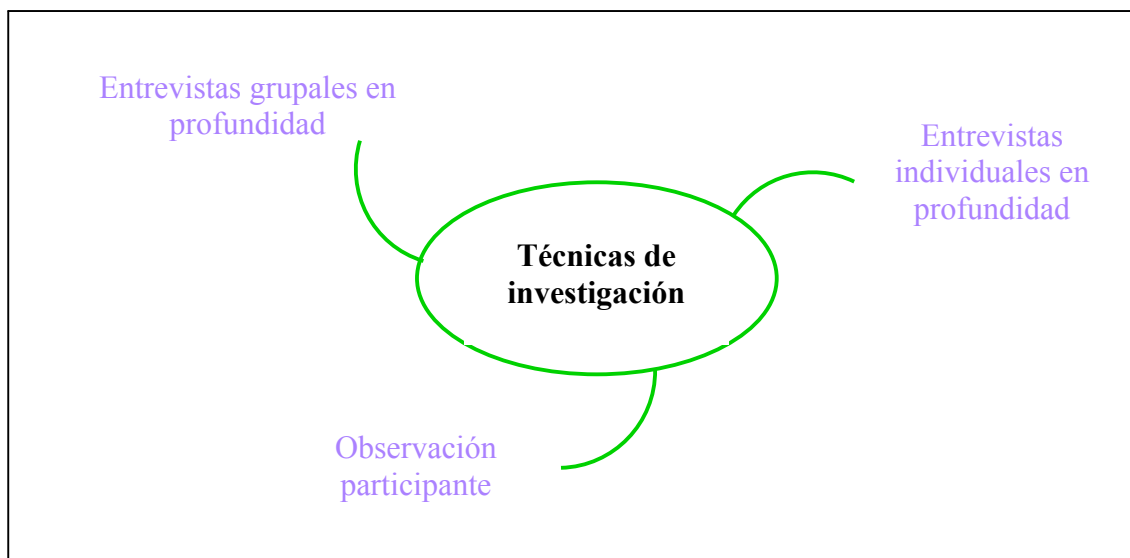 Entrevistas grupales en
profundidad
Entrevistas
individuales en
profundidad
Técnicas de
investigación
Observación
participante